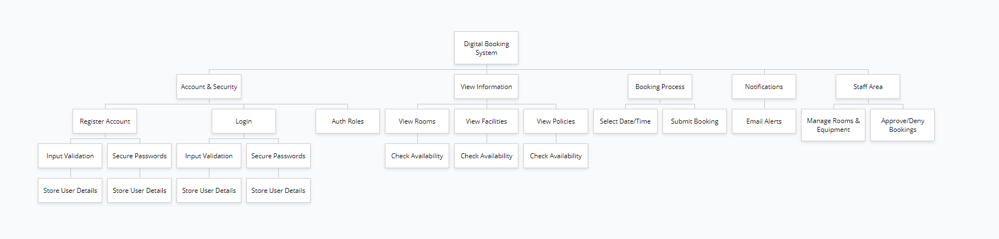 Digital Booking
System
Account & Security
View Information
Booking Process
Notifications
Staff Area
Register Account
Login
Auth Roles
View Rooms
View Facilities
View Policies
Select Date/Time
Submit Booking
Email Alerts
Manage Rooms &
Equipment
Approve/Deny
Bookings
Input Validation
Secure Passwords
Input Validation
Secure Passwords
Check Availability
Check Availability
Check Availability
Store User Details
Store User Details
Store User Details
Store User Details